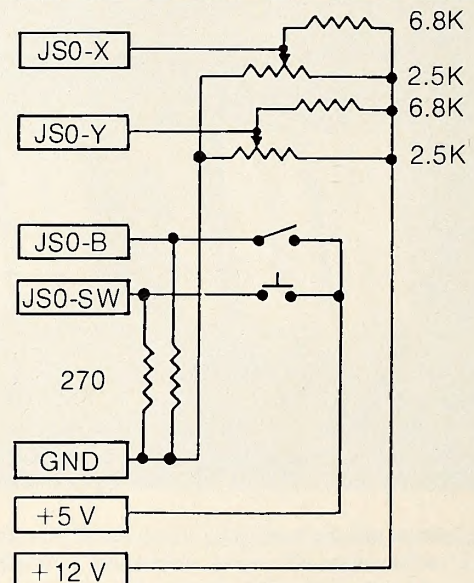 6.8K
JS0-X
2.5K
6.8K
JS0-Y
2.5K
JS0-B
JS0-SW
270
GND
+5 V
+12 V